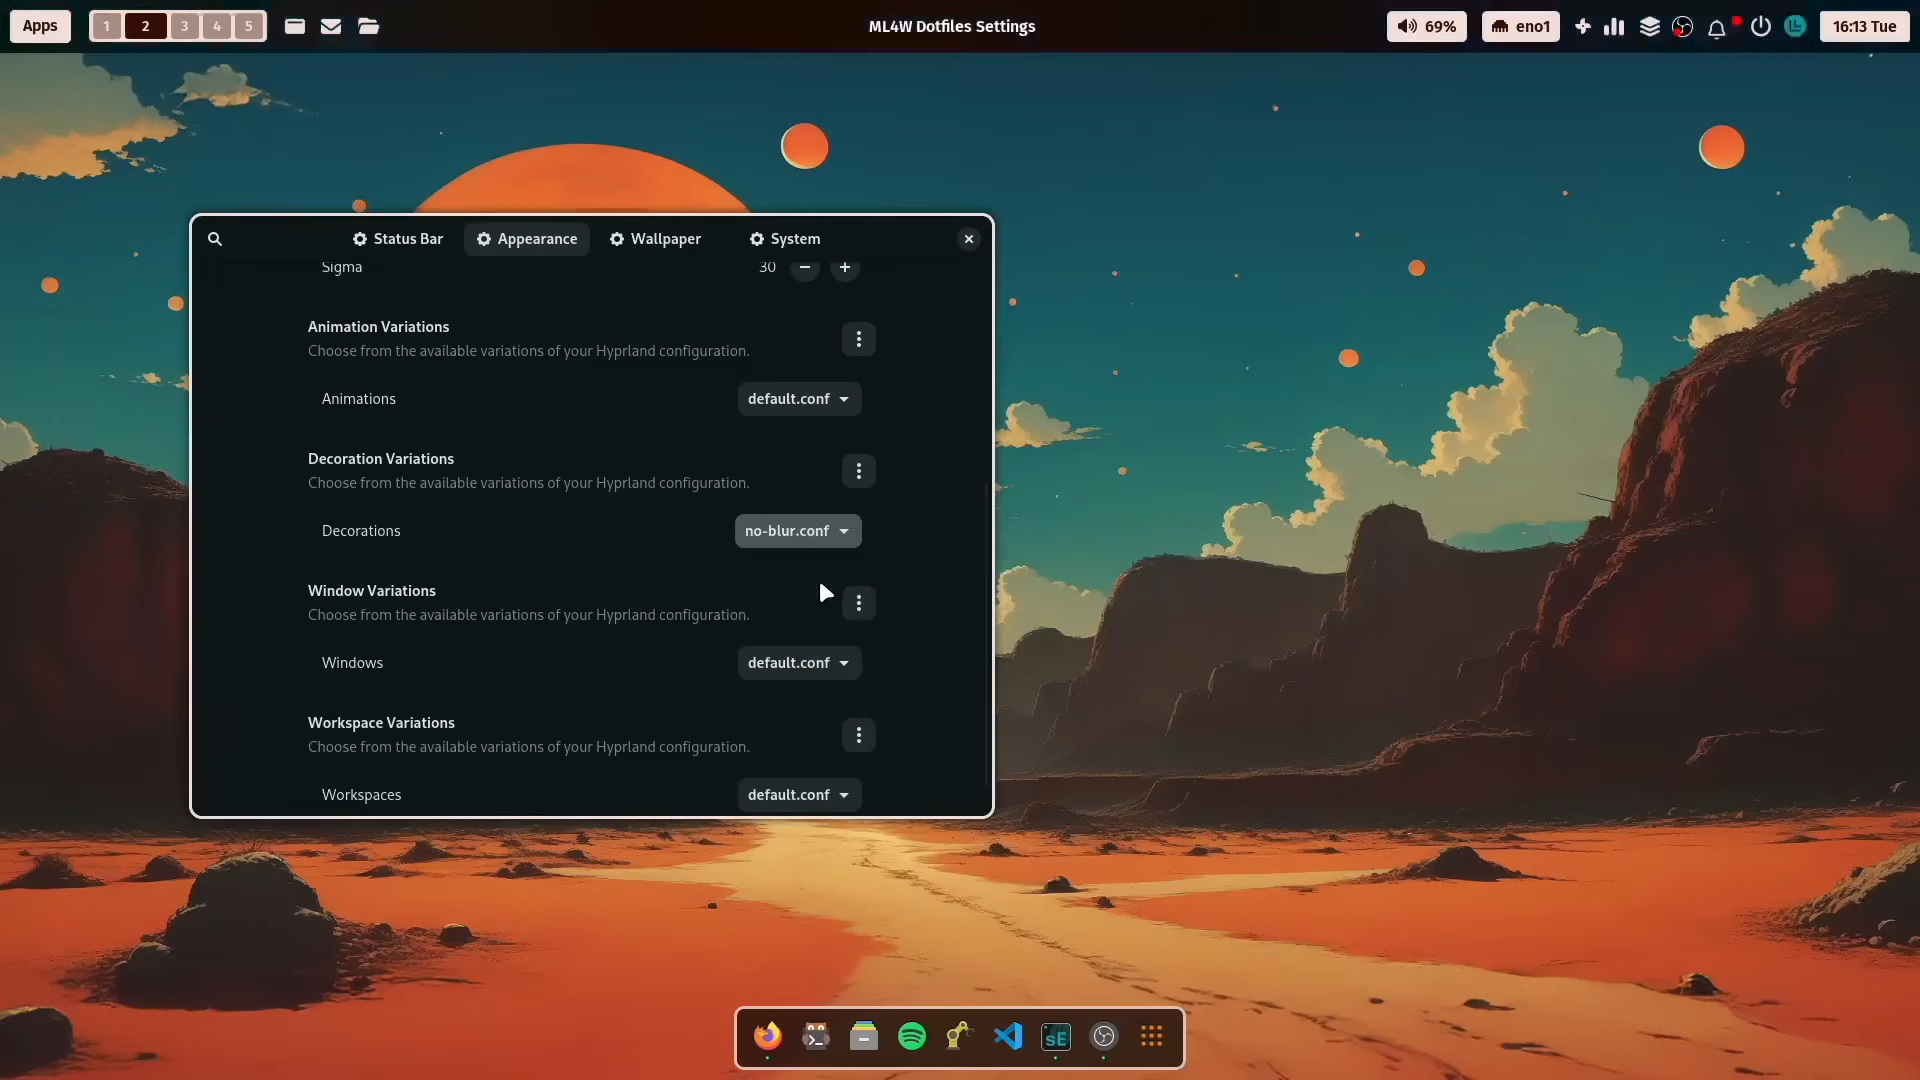 Apps
1 2 3 4 5
ML4W Dotfiles Settings
69%
eno1
16:13 Tue
Status Bar
Appearance
Wallpaper
System
Sigma
30
Animation Variations
Choose from the available variations of your Hyprland configuration.
Animations
default.conf
Decoration Variations
Choose from the available variations of your Hyprland configuration.
Decorations
no-blur.conf
Window Variations
Choose from the available variations of your Hyprland configuration.
Windows
default.conf
Workspace Variations
Choose from the available variations of your Hyprland configuration.
Workspaces
default.conf
sE